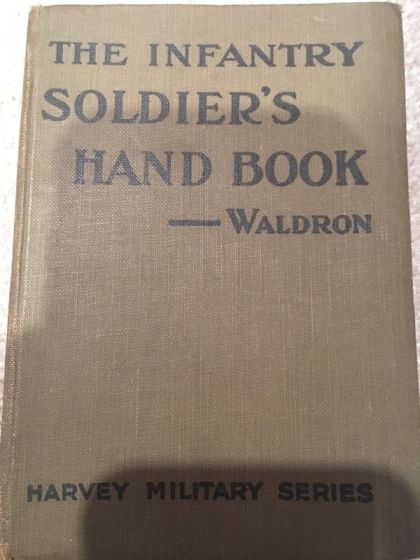 THE INFANTRY
SOLDIER'S
HAND BOOK
— WALDRON
HARVEY MILITARY SERIES